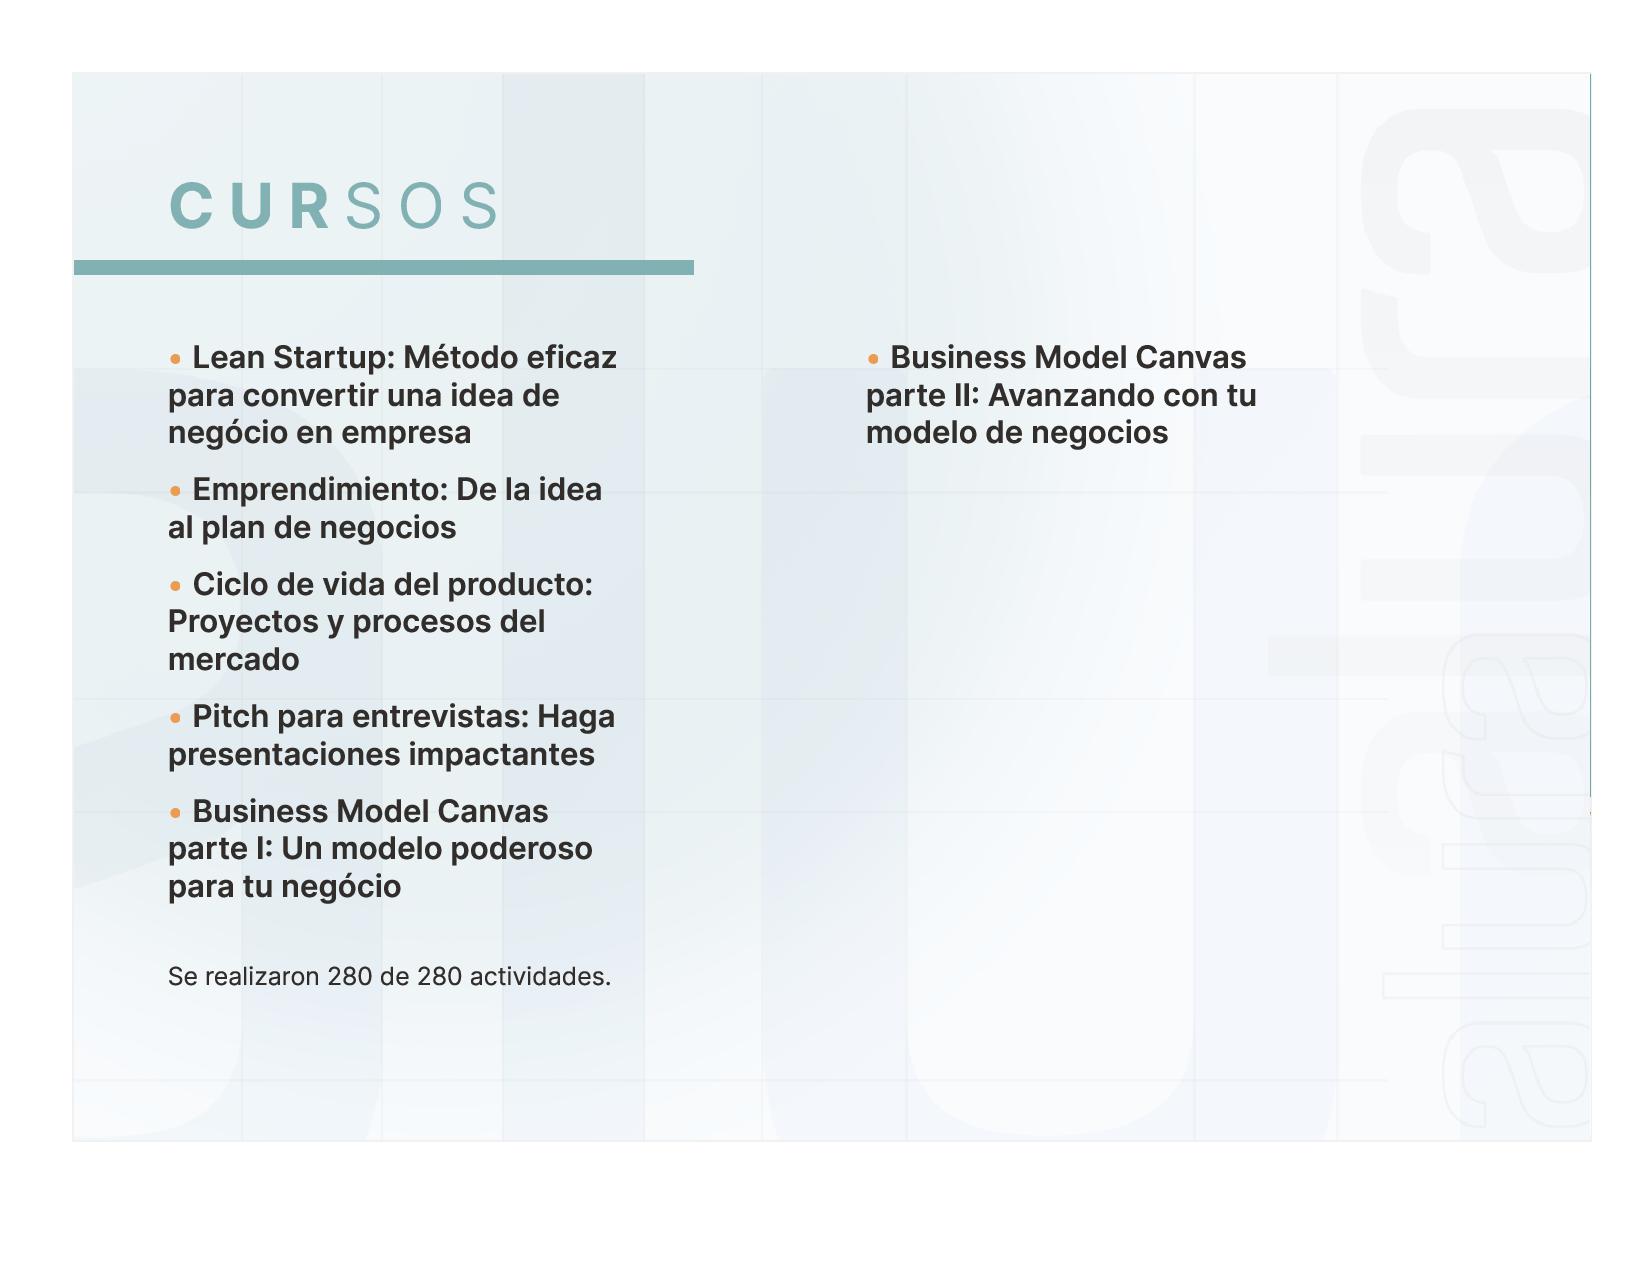 CURSOS
• Lean Startup: Método eficaz
para convertir una idea de
negócio en empresa
• Emprendimiento: De la idea
al plan de negocios
• Ciclo de vida del producto:
Proyectos y procesos del
mercado
• Pitch para entrevistas: Haga
presentaciones impactantes
• Business Model Canvas
parte I: Un modelo poderoso
para tu negócio
• Business Model Canvas
parte II: Avanzando con tu
modelo de negocios
Se realizaron 280 de 280 actividades.
alura
alura